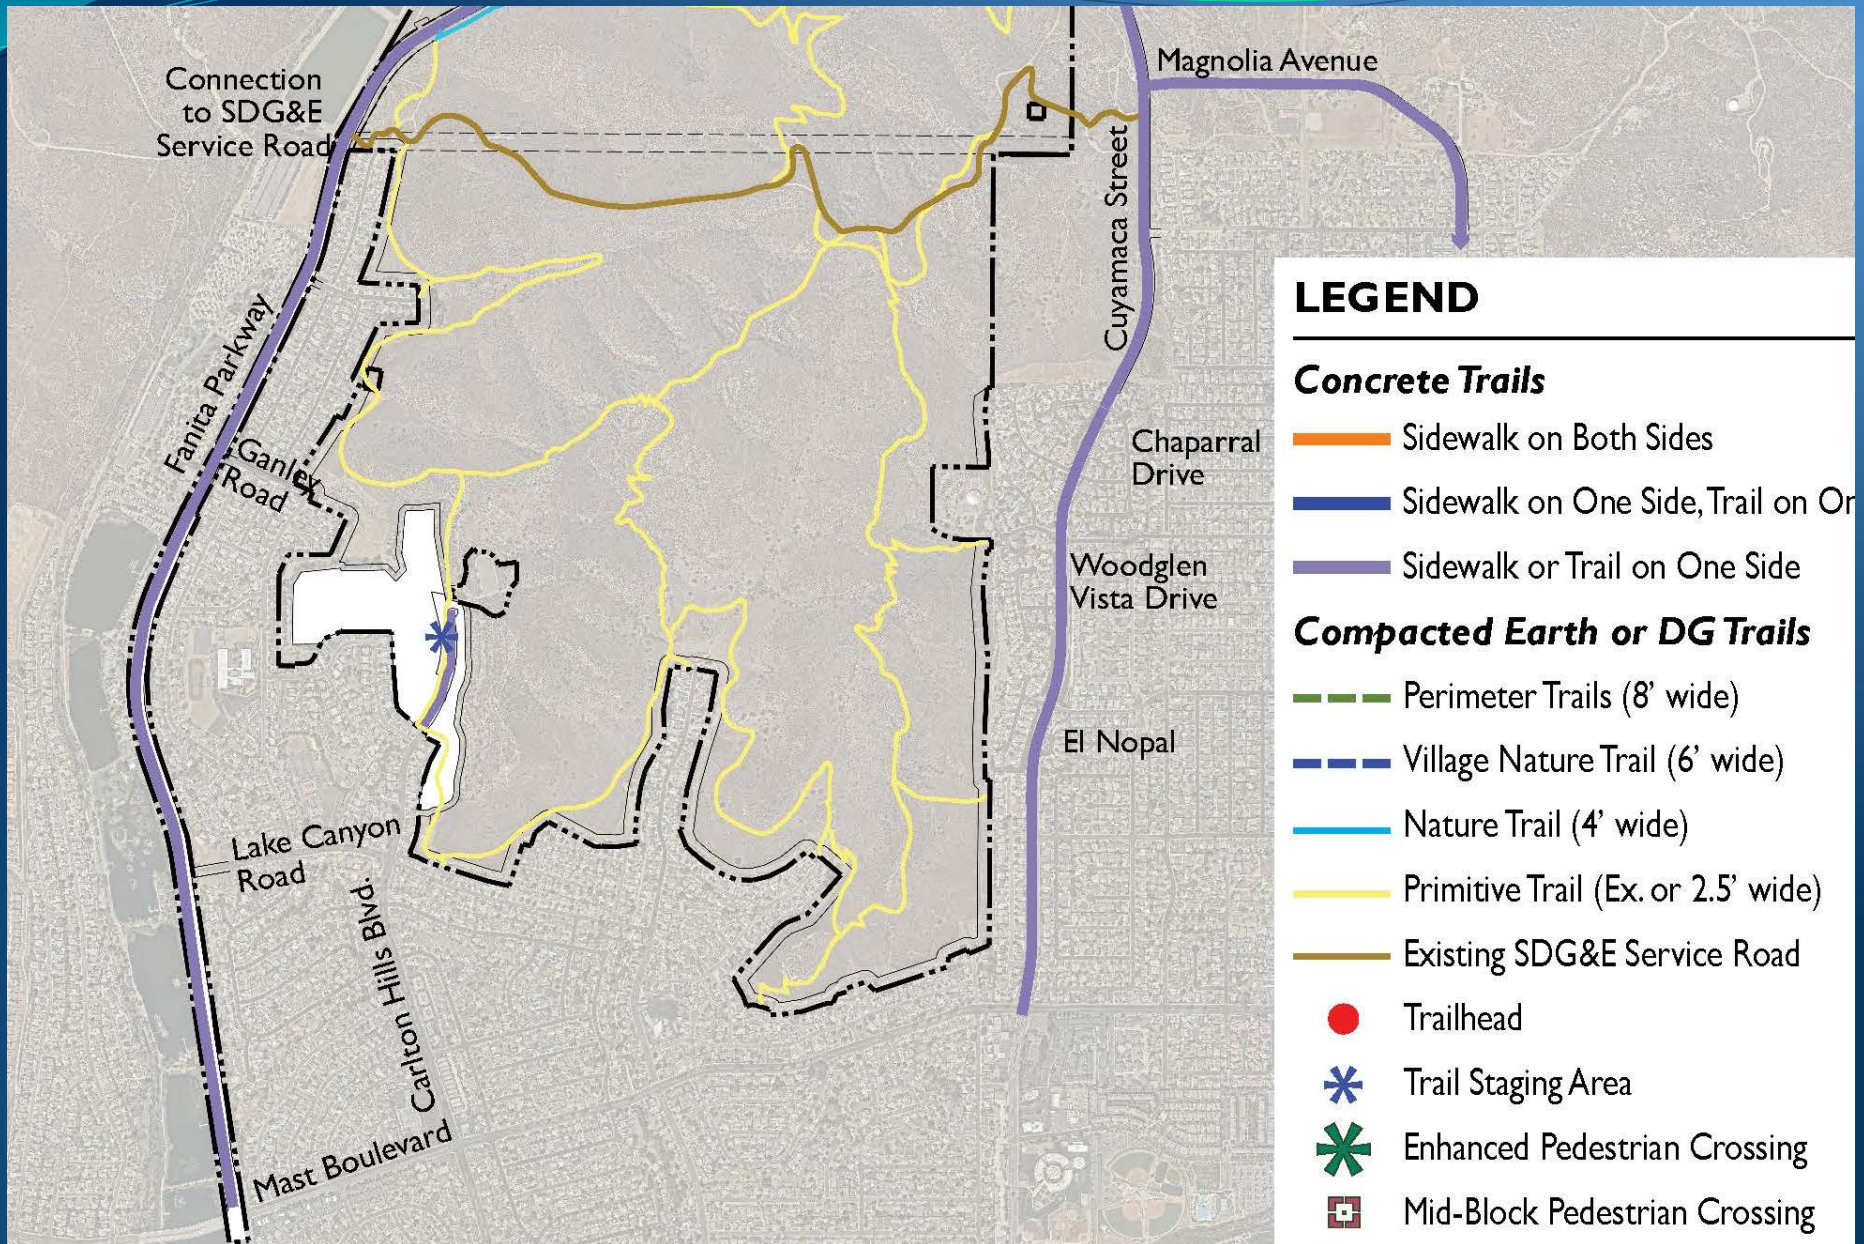 Magnolia Avenue
Connection
to SDG&E
Service Road
Cuyamaca Street
Fanita Parkway
Ganley
Road
Chaparral
Drive
Woodglen
Vista Drive
El Nopal
Lake Canyon
Road
Carlton Hills Blvd.
Mast Boulevard
LEGEND
Concrete Trails
Sidewalk on Both Sides
Sidewalk on One Side, Trail on Or
Sidewalk or Trail on One Side
Compacted Earth or DG Trails
Perimeter Trails (8' wide)
Village Nature Trail (6' wide)
Nature Trail (4' wide)
Primitive Trail (Ex. or 2.5' wide)
Existing SDG&E Service Road
Trailhead
Trail Staging Area
Enhanced Pedestrian Crossing
Mid-Block Pedestrian Crossing